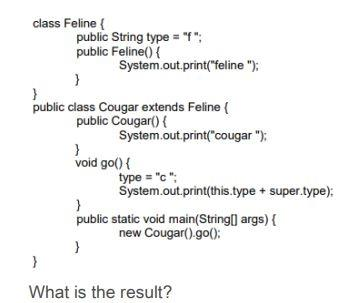 class Feline {
public String type = "f ";
public Feline() {
System.out.print("feline ");
}
}
public class Cougar extends Feline {
public Cougar() {
System.out.print("cougar ");
}
void go() {
type = "c ";
System.out.print(this.type + super.type);
}
public static void main(String[] args) {
new Cougar().go();
}
}
What is the result?